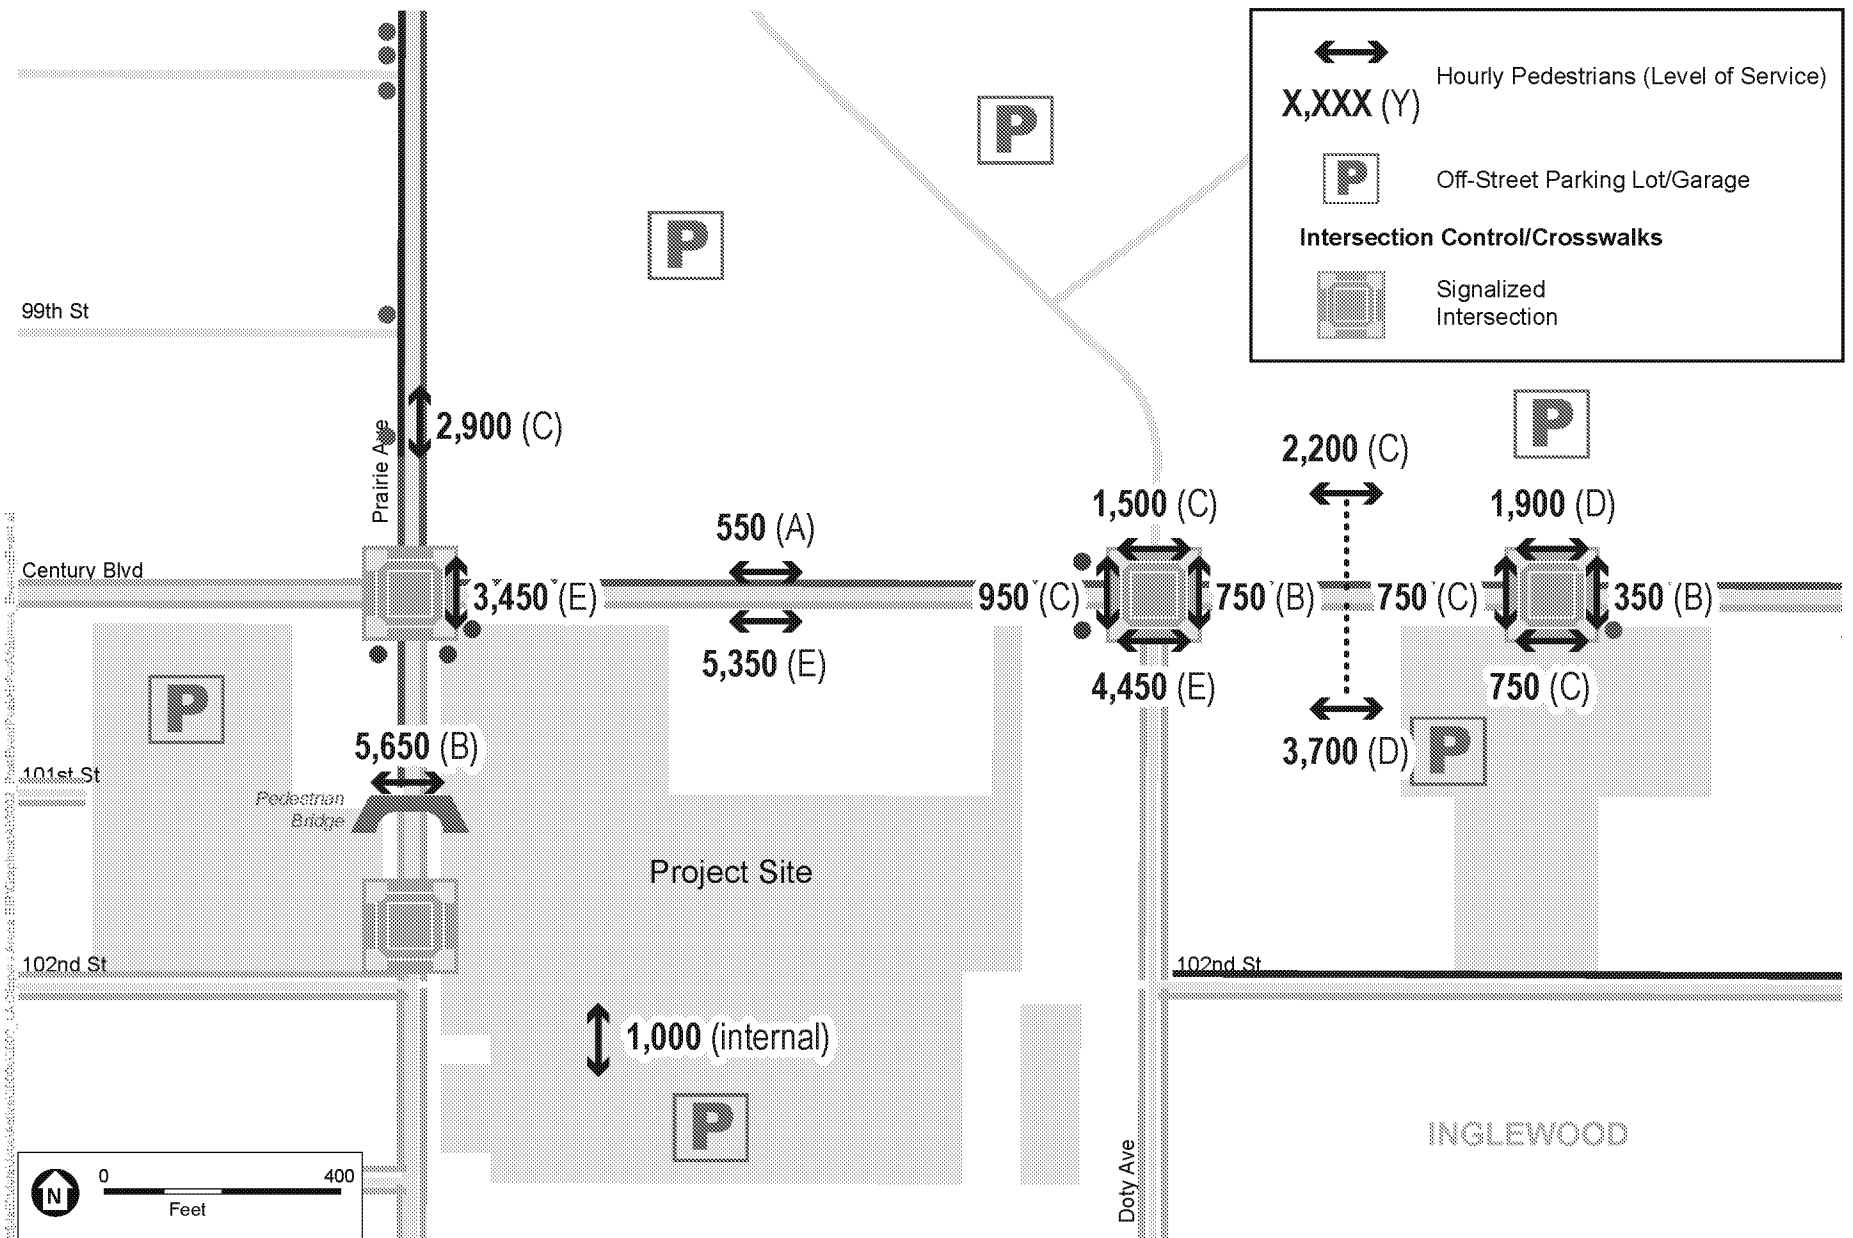 X,XXX (Y)
Hourly Pedestrians (Level of Service)
P
P
Off-Street Parking Lot/Garage
P
Intersection Control/Crosswalks
Signalized
Intersection
99th St
P
2,900 (C)
Prairie Ave
2,200 (C)
1,500 (C)
1,900 (D)
550 (A)
Century Blvd
3,450 (E)
950 (C)
750 (B)
750 (C)
350 (B)
5,350 (E)
4,450 (E)
750 (C)
P
5,650 (B)
3,700 (D)
P
101st St
Pedestrian
Bridge
Project Site
102nd St
102nd St
1,000 (internal)
P
INGLEWOOD
Doty Ave
N
0
400
Feet